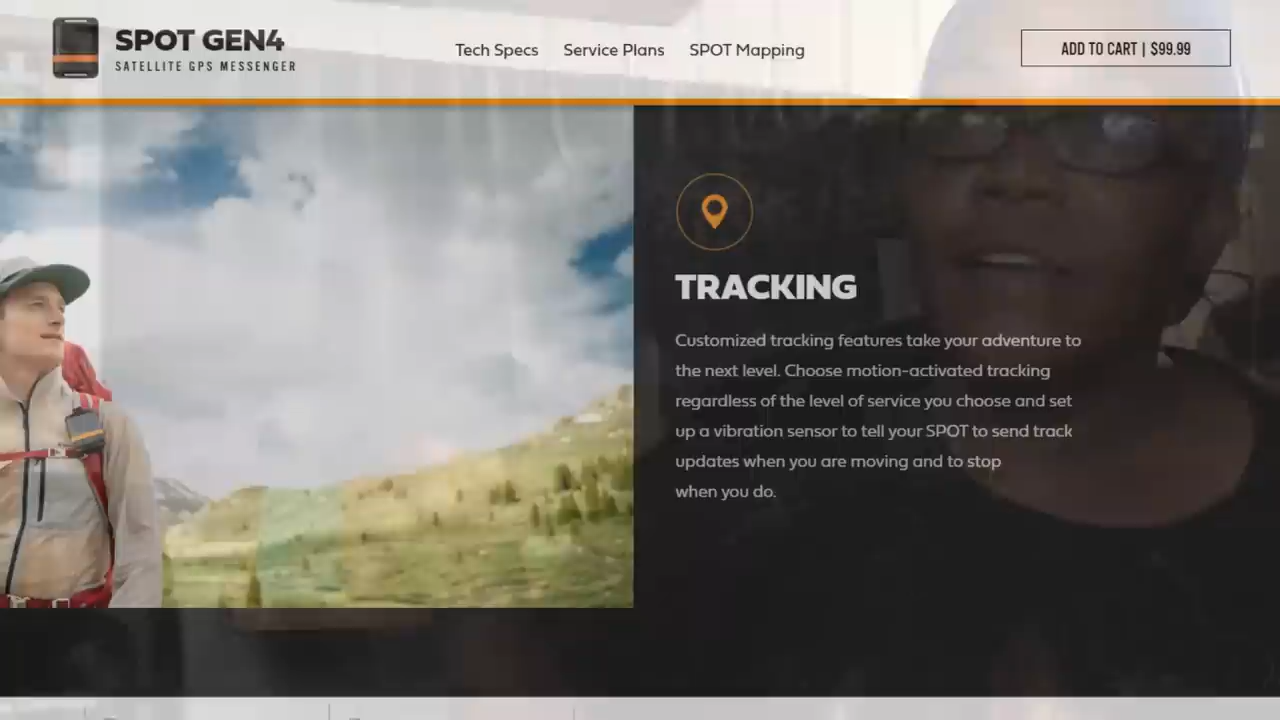 SPOT GEN4
SATELLITE GPS MESSENGER
Tech Specs
Service Plans
SPOT Mapping
ADD TO CART | $99.99
TRACKING
Customized tracking features take your adventure to
the next level. Choose motion-activated tracking
regardless of the level of service you choose and set
up a vibration sensor to tell your SPOT to send track
updates when you are moving and to stop
when you do.